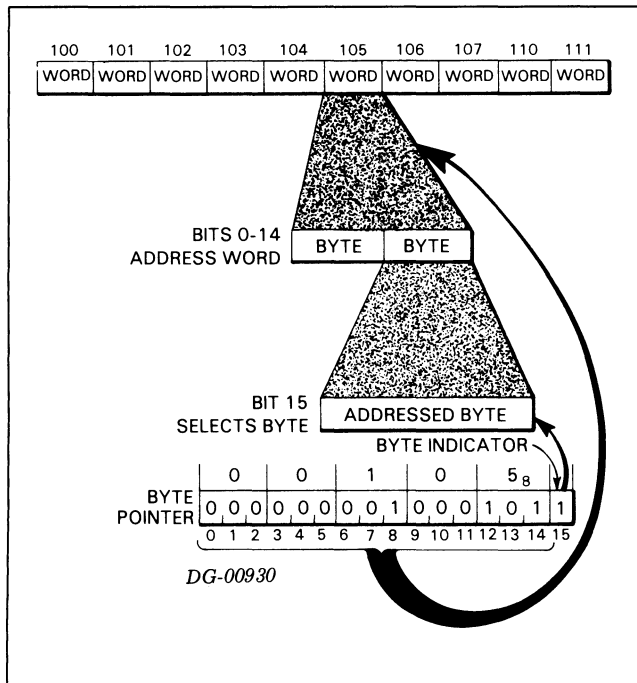 100 101 102 103 104 105 106 107 110 111
WORD WORD WORD WORD WORD WORD WORD WORD WORD WORD
BITS 0-14
ADDRESS WORD
BYTE BYTE
BIT 15
SELECTS BYTE
ADDRESSED BYTE
BYTE INDICATOR
0 0 1 0 5₈
BYTE
POINTER
0 0 0 0 0 0 0 0 1 0 0 0 1 0 1 1
0 1 2 3 4 5 6 7 8 9 10 11 12 13 14 15
DG-00930